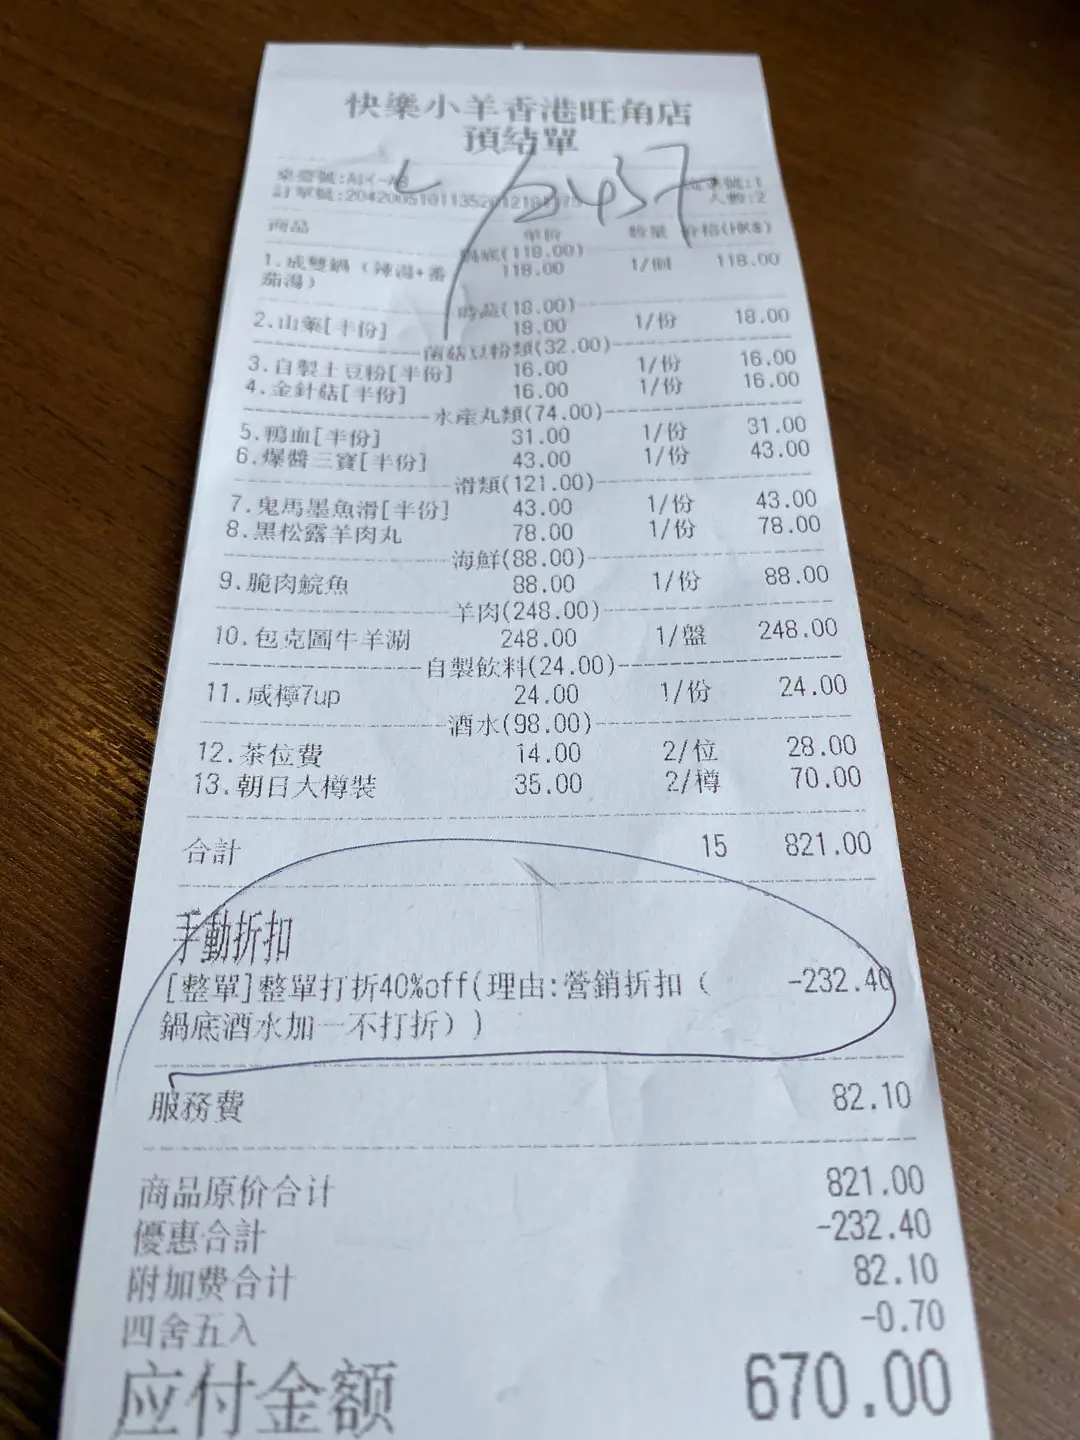 快樂小羊香港旺角店
預結單
人數:2
商品 單价 数量 价格(HK$)
鍋底(118.00)
1.成雙鍋（辣湯+番茄湯） 118.00 1/個 118.00
時蔬(18.00)
2.山藥[半份] 18.00 1/份 18.00
菌菇豆粉類(32.00)
3.自製土豆粉[半份] 16.00 1/份 16.00
4.金針菇[半份] 16.00 1/份 16.00
水產丸類(74.00)
5.鴨血[半份] 31.00 1/份 31.00
6.爆醬三寶[半份] 43.00 1/份 43.00
滑類(121.00)
7.鬼馬墨魚滑[半份] 43.00 1/份 43.00
8.黑松露羊肉丸 78.00 1/份 78.00
海鮮(88.00)
9.脆肉鯇魚 88.00 1/份 88.00
羊肉(248.00)
10.包克圖牛羊涮 248.00 1/盤 248.00
自製飲料(24.00)
11.咸檸7up 24.00 1/份 24.00
酒水(98.00)
12.茶位費 14.00 2/位 28.00
13.朝日大樽裝 35.00 2/樽 70.00
合計 15 821.00
手動折扣
[整單]整單打折40%off(理由:營銷折扣（ -232.40
鍋底酒水加一不打折）)
服務費 82.10
商品原价合计 821.00
優惠合計 -232.40
附加费合计 82.10
四舍五入 -0.70
应付金额 670.00